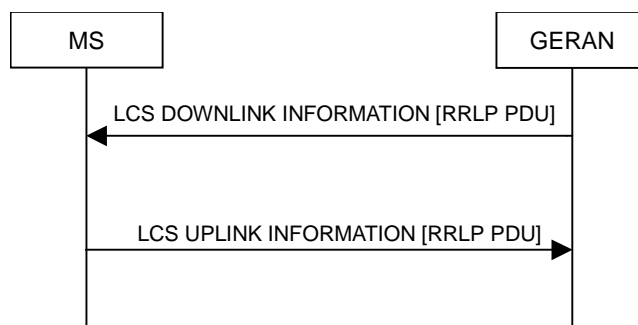 MS
GERAN
LCS DOWNLINK INFORMATION [RRLP PDU]
LCS UPLINK INFORMATION [RRLP PDU]